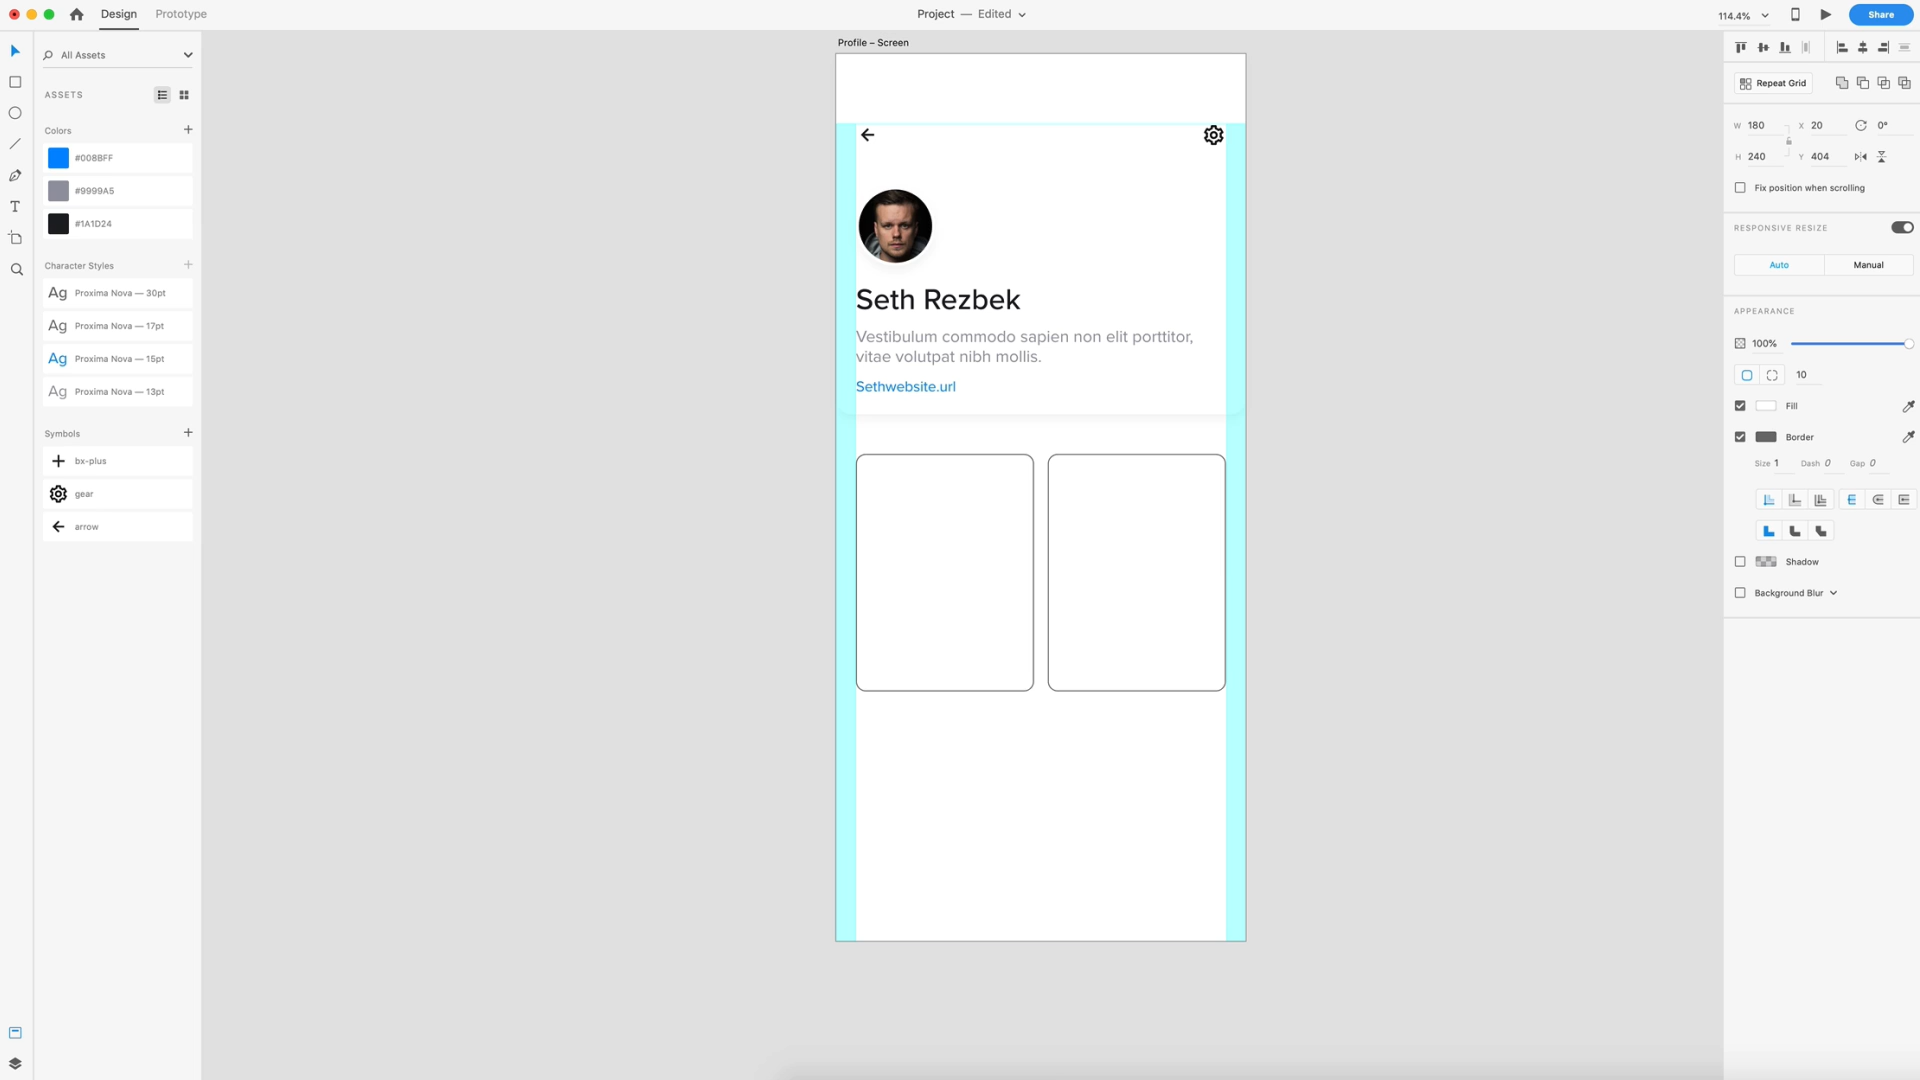 Design
Prototype
Project — Edited
114.4%
Share
All Assets
ASSETS
Colors
#008BFF
#9999A5
#1A1D24
Character Styles
Ag Proxima Nova — 30pt
Ag Proxima Nova — 17pt
Ag Proxima Nova — 15pt
Ag Proxima Nova — 13pt
Symbols
bx-plus
gear
arrow
Profile – Screen
Seth Rezbek
Vestibulum commodo sapien non elit porttitor,
vitae volutpat nibh mollis.
Sethwebsite.url
Repeat Grid
W 180 X 20 0°
H 240 Y 404
Fix position when scrolling
RESPONSIVE RESIZE
Auto Manual
APPEARANCE
100%
10
Fill
Border
Size 1 Dash 0 Gap 0
Shadow
Background Blur